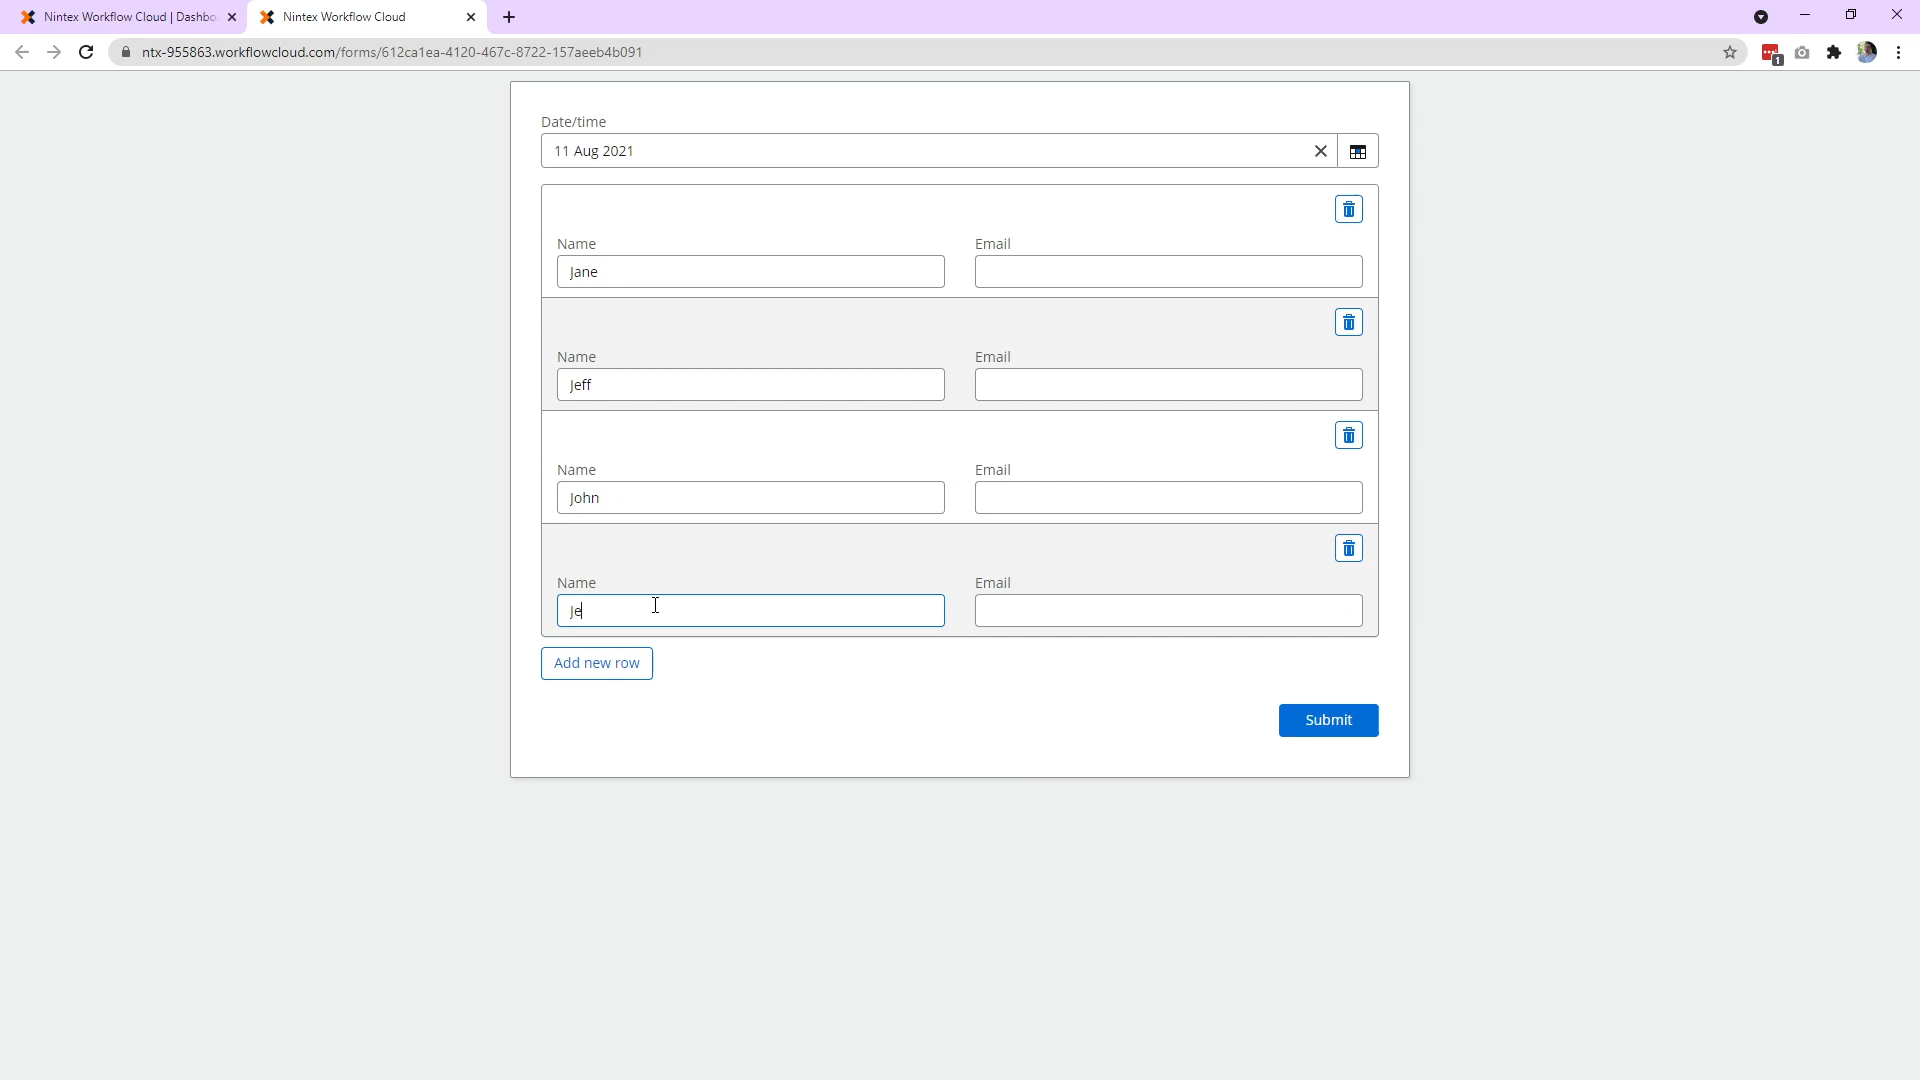 Nintex Workflow Cloud | Dashbo
Nintex Workflow Cloud
ntx-955863.workflowcloud.com/forms/612ca1ea-4120-467c-8722-157aeeb4b091
1
Date/time
11 Aug 2021
Name
Email
Jane
Name
Email
Jeff
Name
Email
John
Name
Email
Je
Add new row
Submit